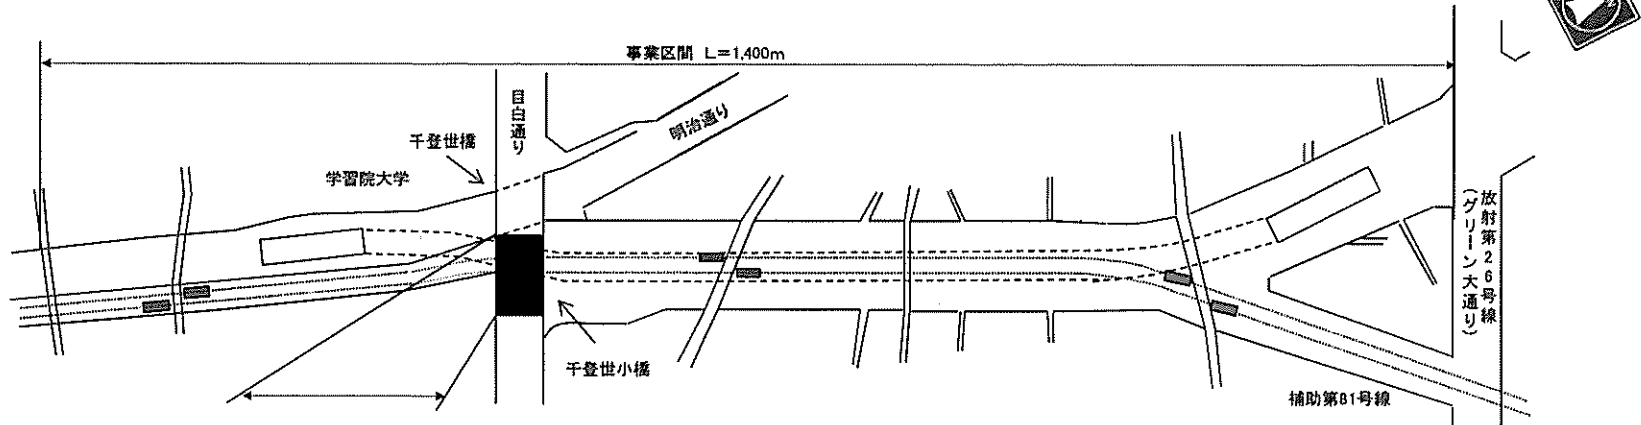 事業区間 L=1,400m
目白通り
明治通り
千登世橋
学習院大学
放射第26号線
(グリーン大通り)
千登世小橋
補助第81号線